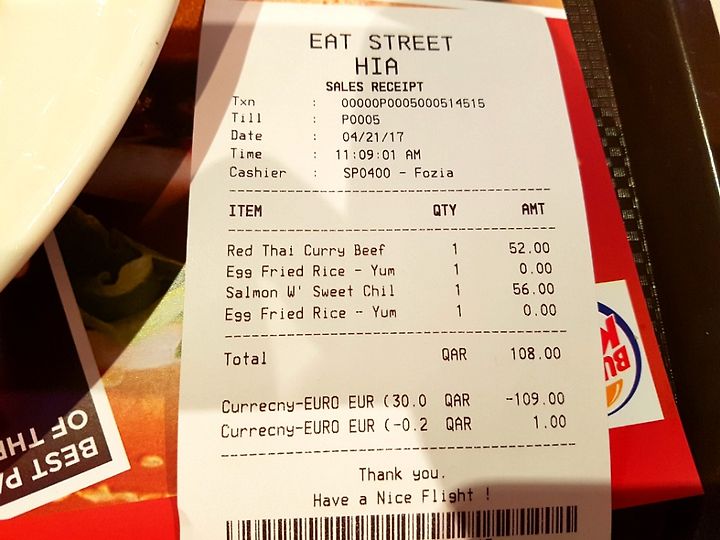 EAT STREET
HIA
SALES RECEIPT
Txn : 00000P0005000514515
Till : P0005
Date : 04/21/17
Time : 11:09:01 AM
Cashier : SP0400 - Fozia
ITEM QTY AMT
Red Thai Curry Beef 1 52.00
Egg Fried Rice - Yum 1 0.00
Salmon W' Sweet Chil 1 56.00
Egg Fried Rice - Yum 1 0.00
Total QAR 108.00
Currecny-EURO EUR (30.0 QAR -109.00
Currecny-EURO EUR (-0.2 QAR 1.00
Thank you.
Have a Nice Flight !
BEST PA
OF THE
BU
K